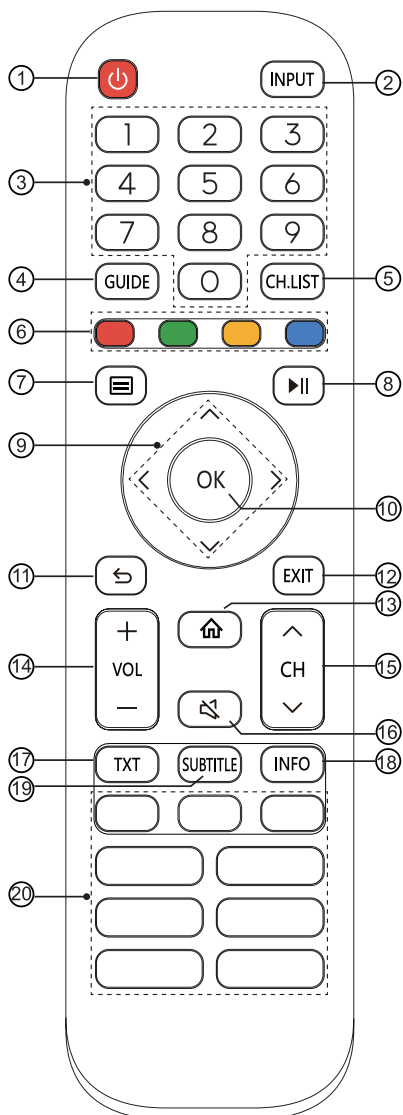 ① INPUT ②
1 2 3
③ 4 5 6
7 8 9
④ GUIDE 0 CH.LIST ⑤
⑥
⑦ ⑧
⑨
OK
⑩
⑪ EXIT ⑫
⑬
+
⑭ VOL CH ⑮
—
⑯
⑰ TXT SUBTITLE INFO ⑱
⑲
⑳